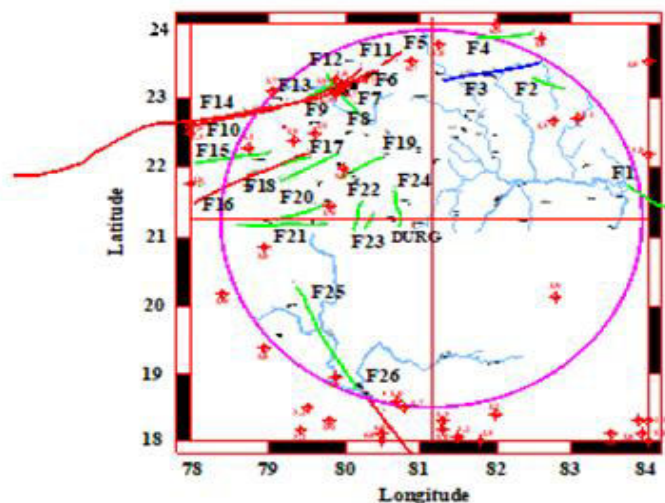 24
F4
F5
F11
F12
F6
F3
F2
23
F13
F7
F9
F8
F14
F10
F17
F19
22
F15
F18
F22
F24
F1
F16
F20
DURG
21
F21
F23
Latitude
F25
20
19
F26
18
78 79 80 81 82 83 84
Longitude